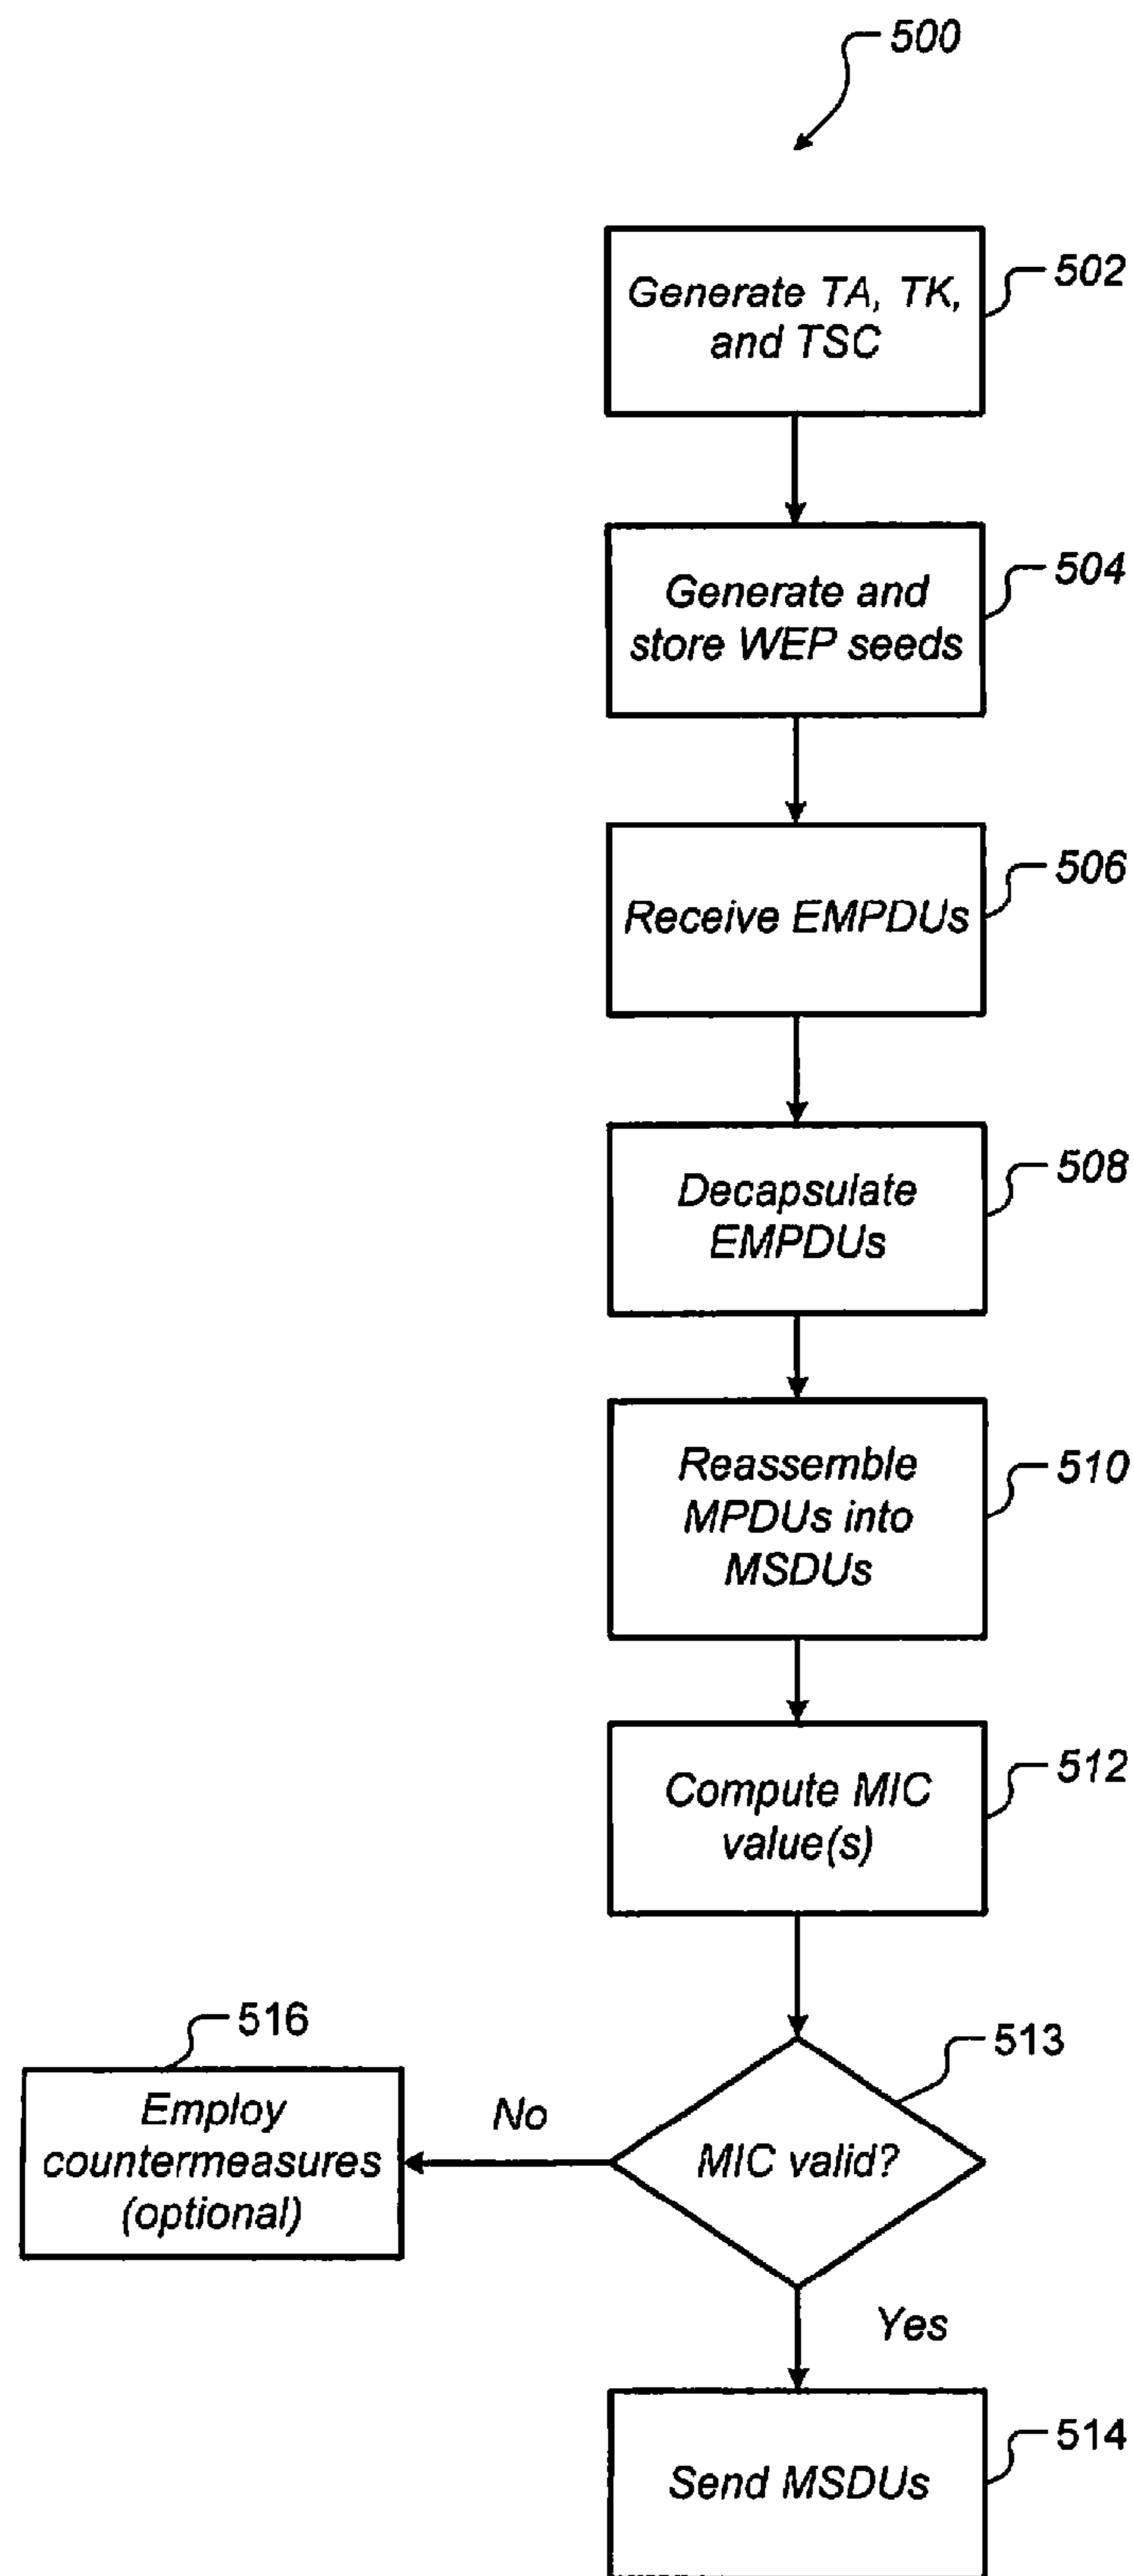 500
Generate TA, TK,
and TSC
502
Generate and
store WEP seeds
504
Receive EMPDUs
506
Decapsulate
EMPDUs
508
Reassemble
MPDUs into
MSDUs
510
Compute MIC
value(s)
512
MIC valid?
513
No
Employ
countermeasures
(optional)
516
Yes
Send MSDUs
514